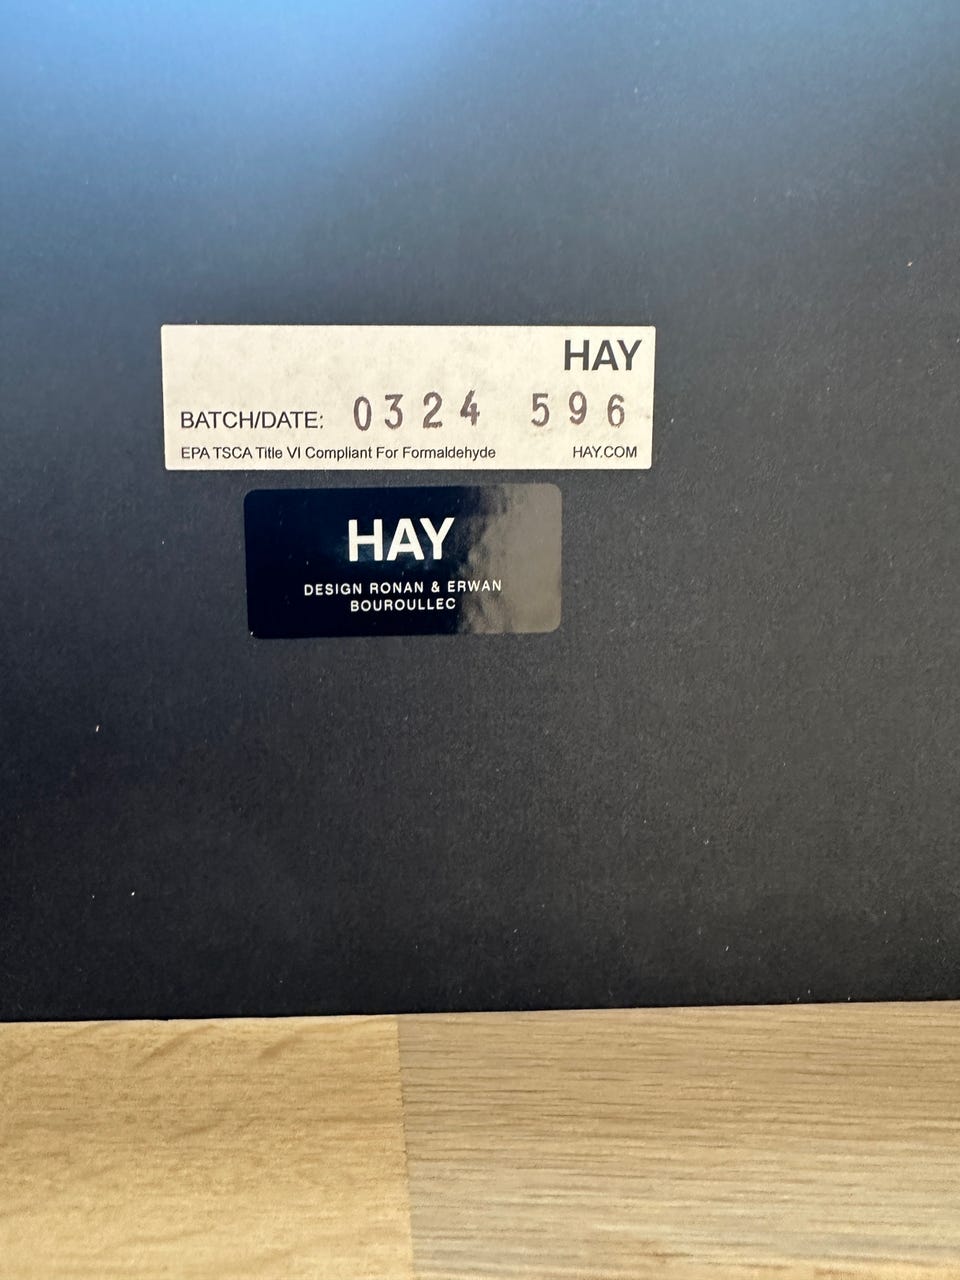 HAY
BATCH/DATE: 0324 596
EPA TSCA Title VI Compliant For Formaldehyde HAY.COM
HAY
DESIGN RONAN & ERWAN
BOUROULLEC